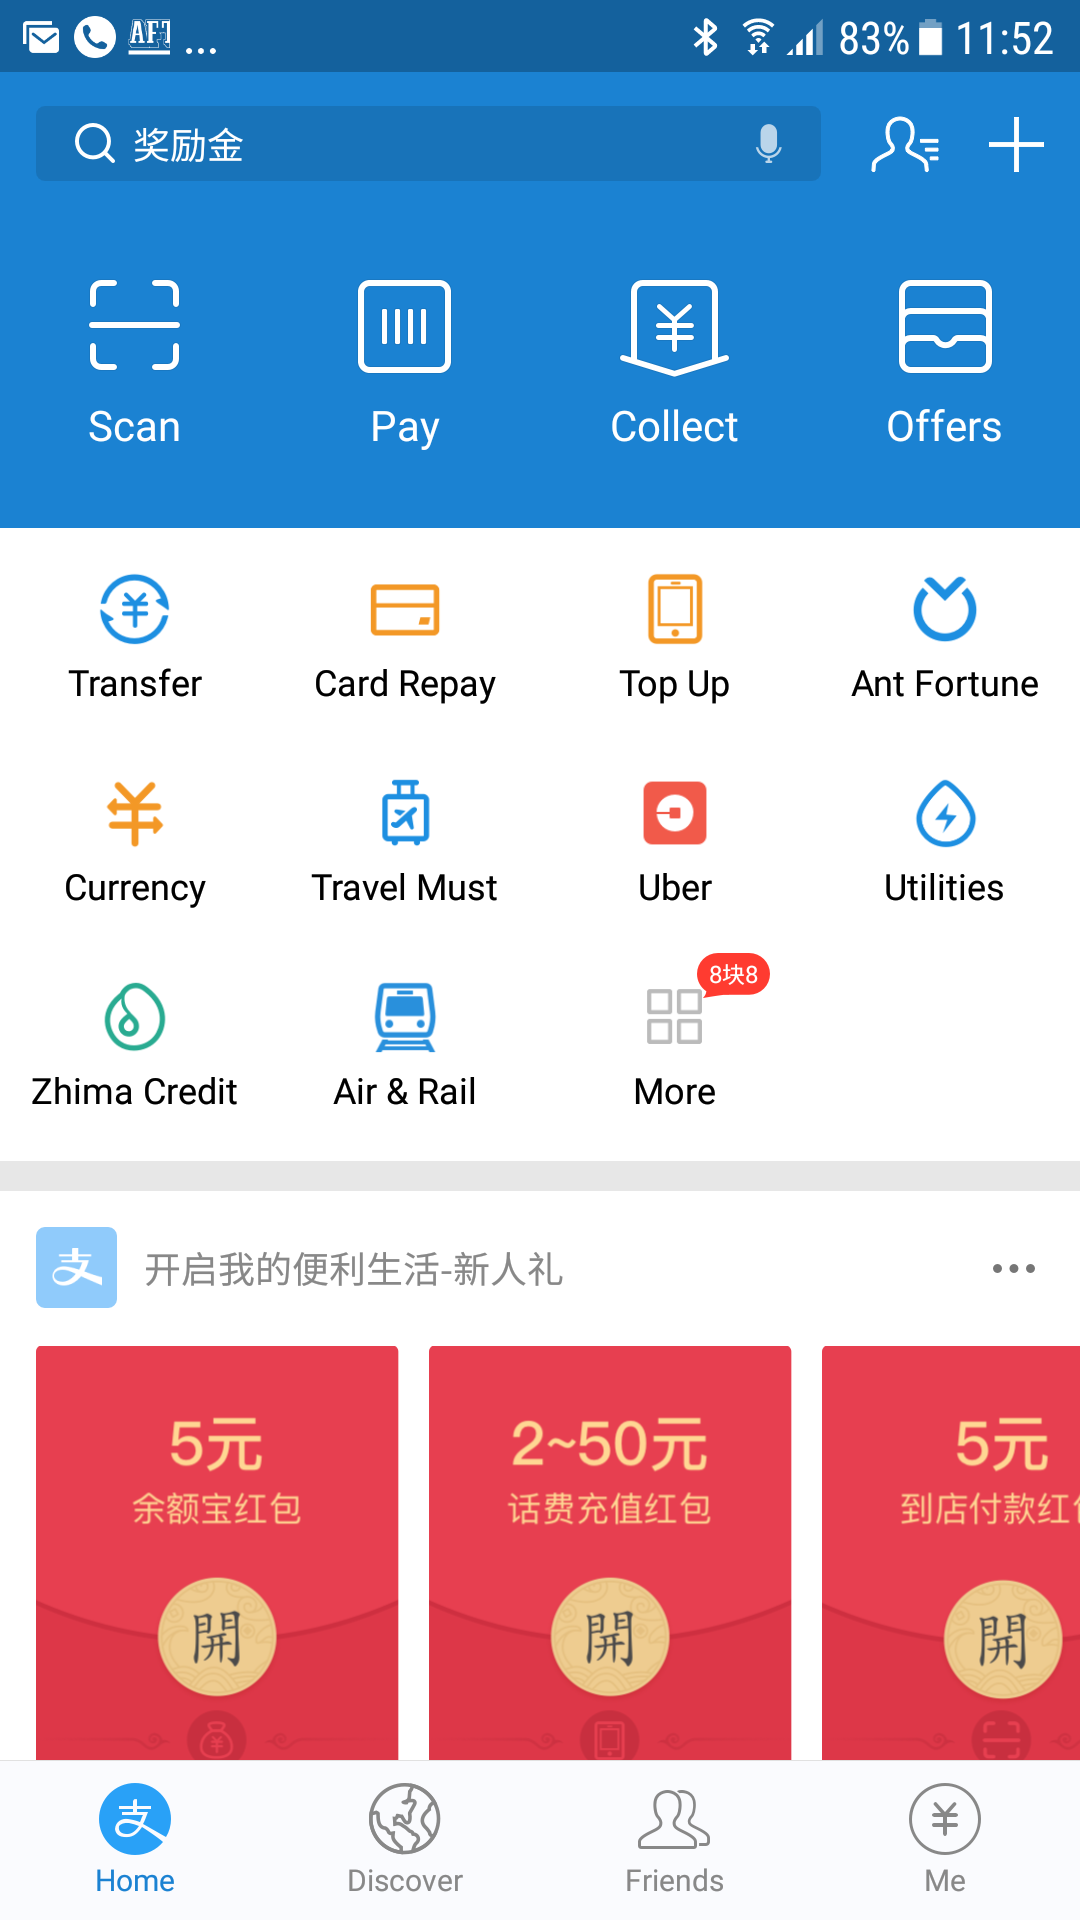 83% 11:52
奖励金
Scan Pay Collect Offers
Transfer Card Repay Top Up Ant Fortune
Currency Travel Must Uber Utilities
8块8
Zhima Credit Air & Rail More
支 开启我的便利生活-新人礼
5元 2~50元 5元
余额宝红包 话费充值红包 到店付款红包
開 開 開
支
Home Discover Friends Me